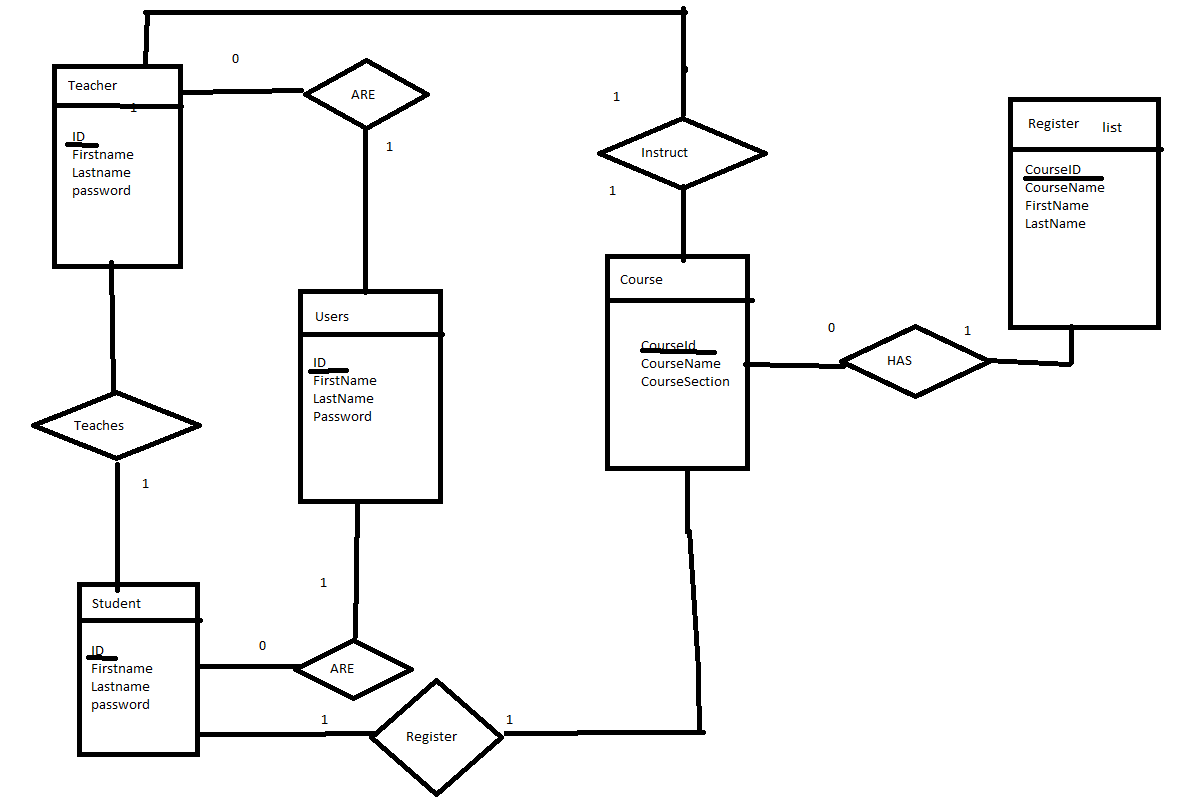 Teacher
1
ID
Firstname
Lastname
password
0
ARE
1
1
Instruct
1
Register list
CourseID
CourseName
FirstName
LastName
Users
ID
FirstName
LastName
Password
Course
CourseId
CourseName
CourseSection
0
HAS
1
Teaches
1
Student
ID
Firstname
Lastname
password
1
0
ARE
1
Register
1